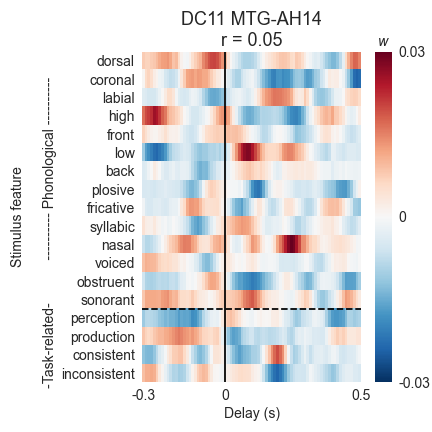 DC11 MTG-AH14
r = 0.05
w
Stimulus feature
---------- Phonological ----------
-Task-related-
dorsal
coronal
labial
high
front
low
back
plosive
fricative
syllabic
nasal
voiced
obstruent
sonorant
perception
production
consistent
inconsistent
0.03
0
-0.03
-0.3 0 0.5
Delay (s)